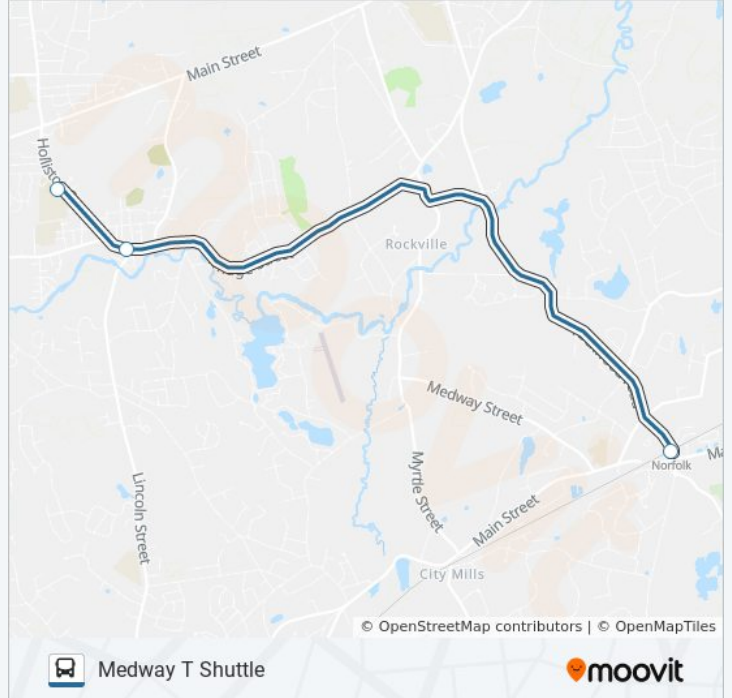 Main Street
Rockville
Medway Street
Norfolk
Myrtle Street
Lincoln Street
Main Street
City Mills
© OpenStreetMap contributors | © OpenMapTiles
Medway T Shuttle
moovit